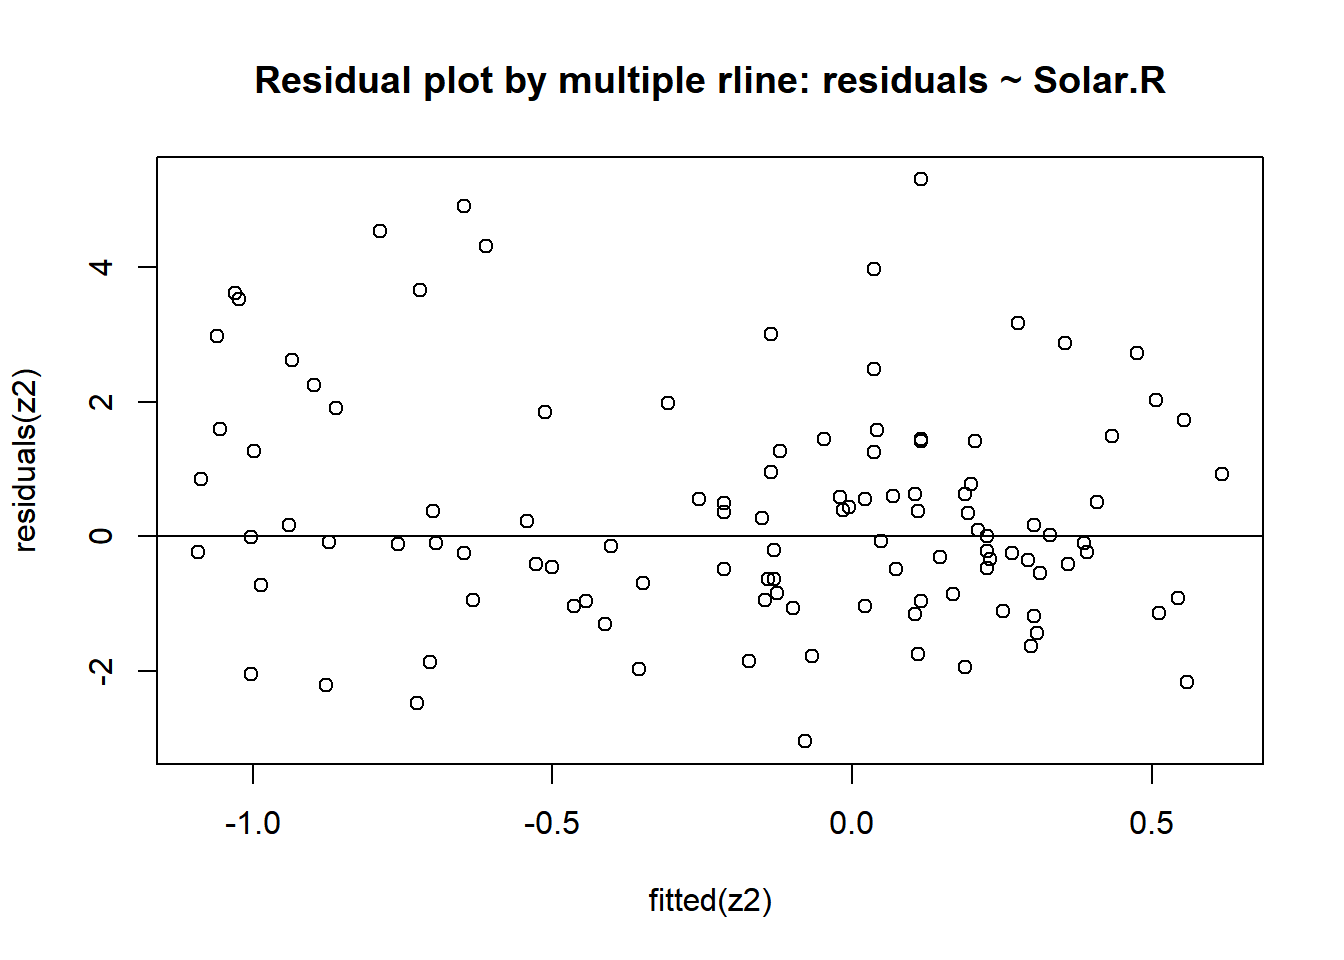 Residual plot by multiple rline: residuals ~ Solar.R
residuals(z2)
4
2
0
-2
-1.0
-0.5
0.0
0.5
fitted(z2)